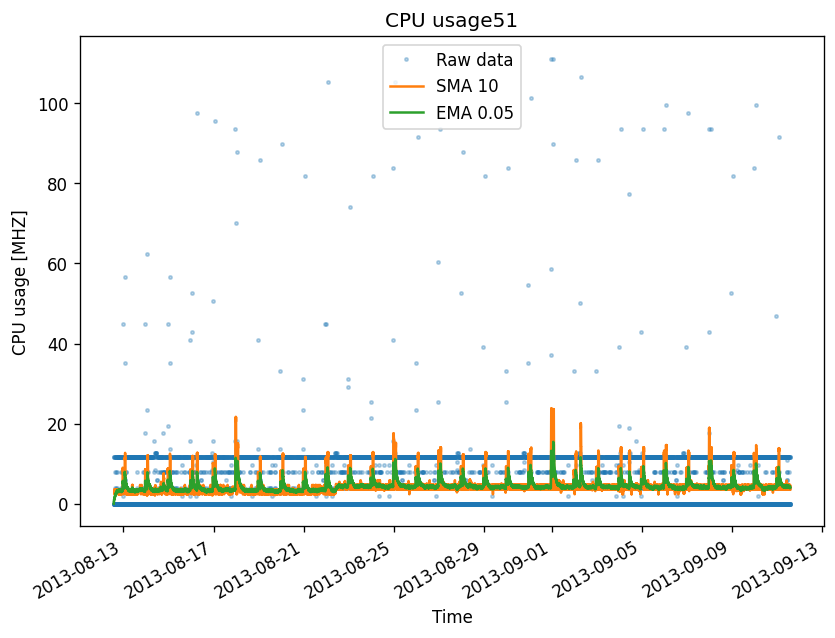 CPU usage51
Raw data
SMA 10
EMA 0.05
CPU usage [MHZ]
100
80
60
40
20
0
2013-08-13
2013-08-17
2013-08-21
2013-08-25
2013-08-29
2013-09-01
2013-09-05
2013-09-09
2013-09-13
Time